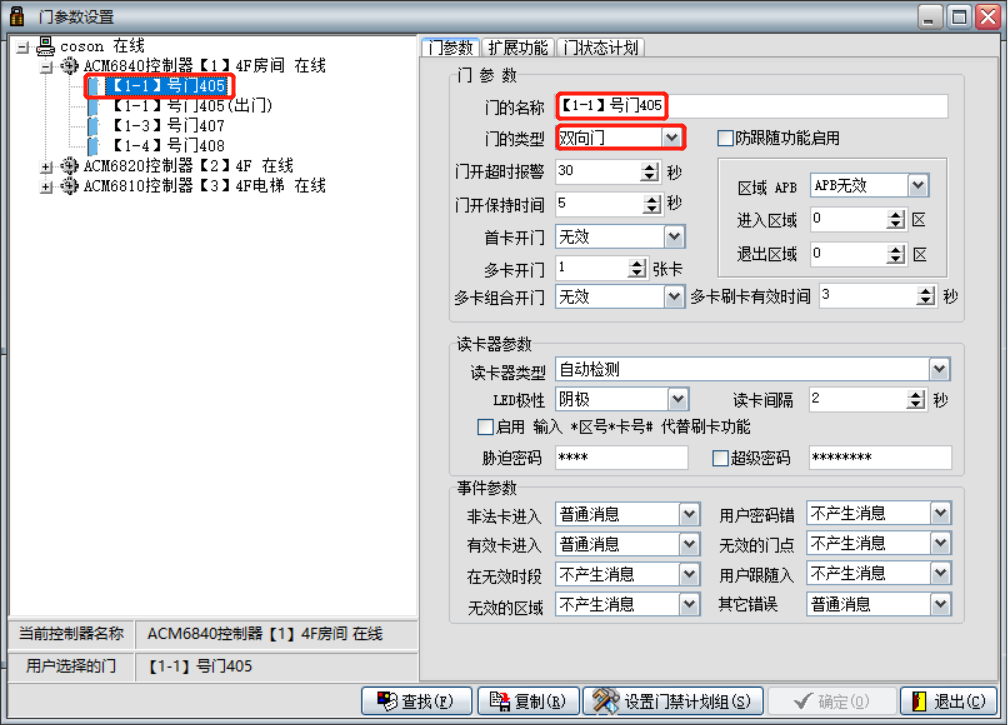 门参数设置
coson 在线
ACM6840控制器【1】4F房间 在线
【1-1】号门405
【1-1】号门405(出门)
【1-3】号门407
【1-4】号门408
ACM6820控制器【2】4F 在线
ACM6810控制器【3】4F电梯 在线
当前控制器名称 ACM6840控制器【1】4F房间 在线
用户选择的门 【1-1】号门405
门参数 扩展功能 门状态计划
门 参 数
门的名称 【1-1】号门405
门的类型 双向门 防跟随功能启用
门开超时报警 30 秒
门开保持时间 5 秒
首卡开门 无效
多卡开门 1 张卡
区域 APB APB无效
进入区域 0 区
退出区域 0 区
多卡组合开门 无效 多卡刷卡有效时间 3 秒
读卡器参数
读卡器类型 自动检测
LED极性 阴极 读卡间隔 2 秒
启用 输入 *区号*卡号# 代替刷卡功能
胁迫密码 **** 超级密码 ********
事件参数
非法卡进入 普通消息 用户密码错 不产生消息
有效卡进入 普通消息 无效的门点 不产生消息
在无效时段 不产生消息 用户跟随入 不产生消息
无效的区域 不产生消息 其它错误 普通消息
查找(F) 复制(R) 设置门禁计划组(S) 确定(O) 退出(C)